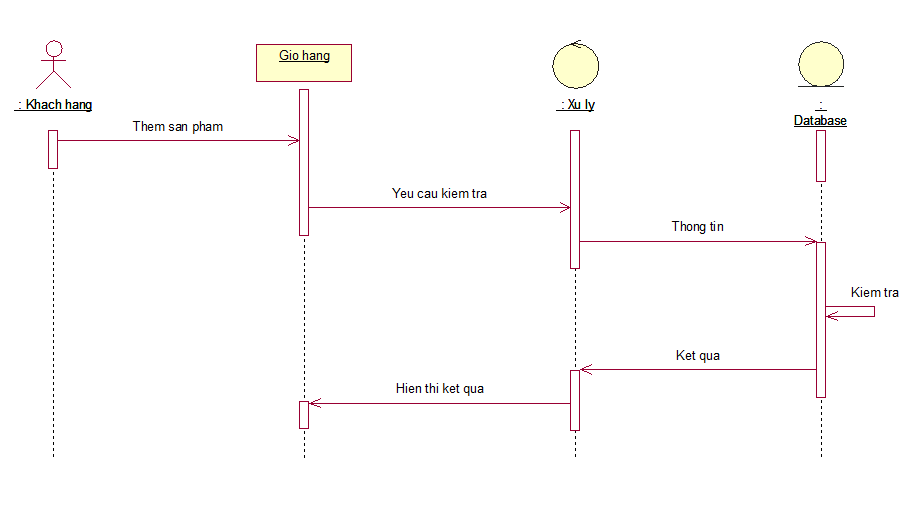 Gio hang
: Khach hang
: Xu ly
:
Database
Them san pham
Yeu cau kiem tra
Thong tin
Kiem tra
Ket qua
Hien thi ket qua